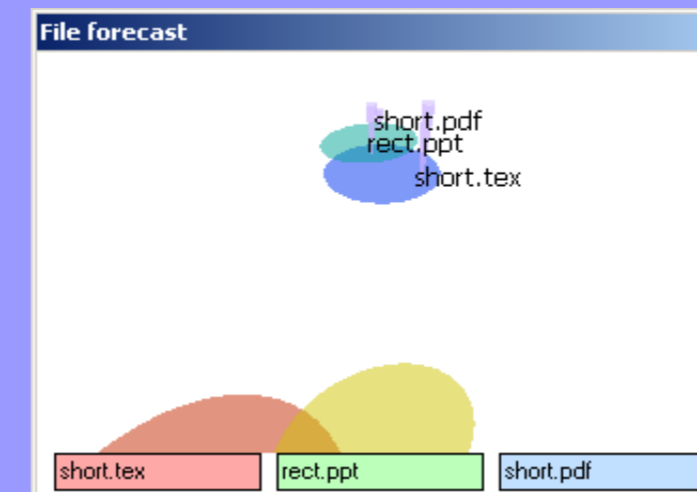 File forecast
short.pdf
rect.ppt
short.tex
short.tex
rect.ppt
short.pdf